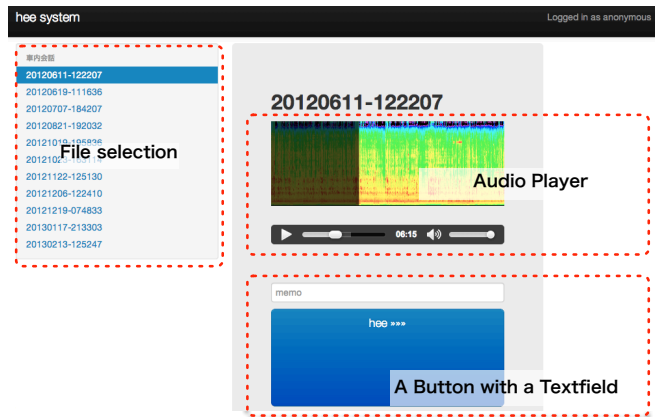 hee system
Logged in as anonymous
車内会話
20120611-122207
20120619-111636
20120707-184207
20120821-192032
20121019-195836
File selection
20121122-125130
20121206-122410
20121219-074833
20130117-213303
20130213-125247
20120611-122207
Audio Player
06:15
memo
hee »»»
A Button with a Textfield